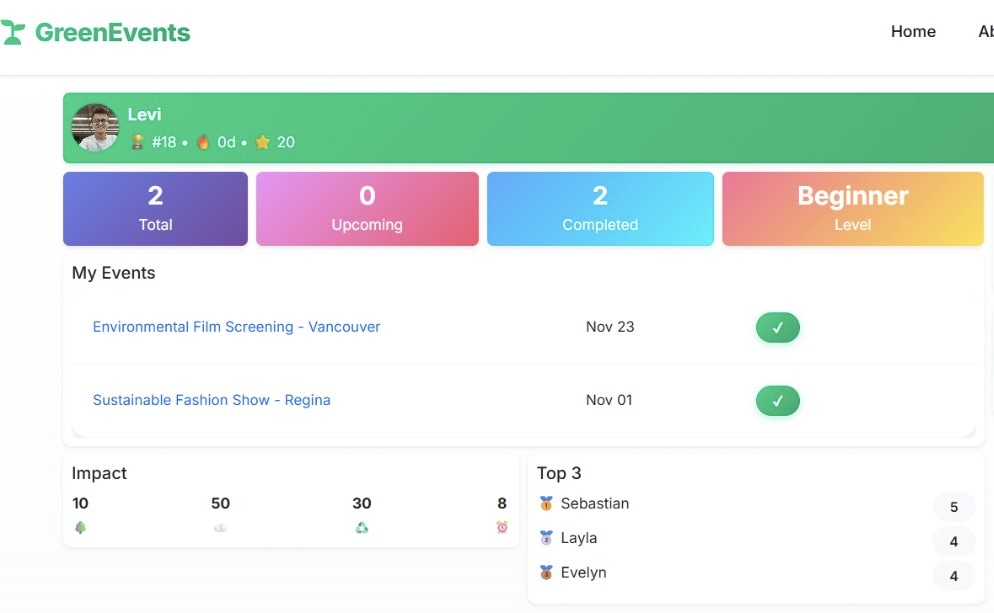 GreenEvents
Home
Levi
#18 • 0d • 20
2
Total
0
Upcoming
2
Completed
Beginner
Level
My Events
Environmental Film Screening - Vancouver Nov 23 ✓
Sustainable Fashion Show - Regina Nov 01 ✓
Impact
10 50 30 8
Top 3
Sebastian 5
Layla 4
Evelyn 4